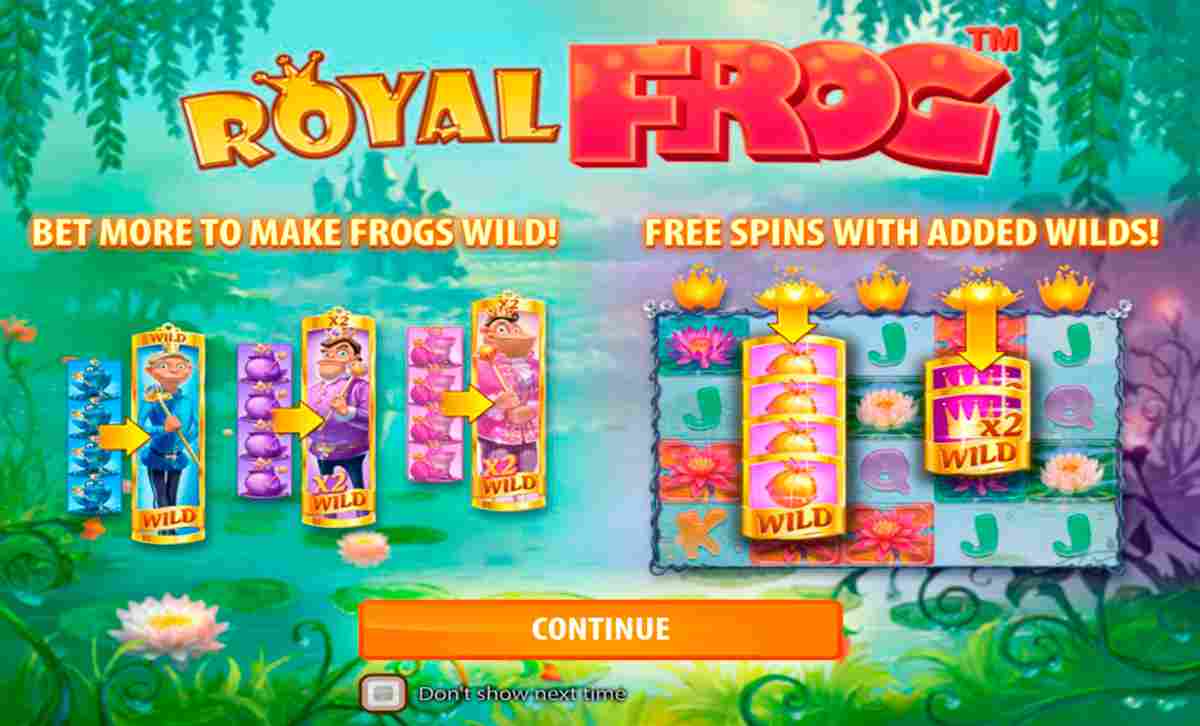 ROYAL FROG™
BET MORE TO MAKE FROGS WILD!
FREE SPINS WITH ADDED WILDS!
WILD
WILD
X2
X2
WILD
X2
X2
WILD
J
J
J
Q
Q
K
J
J
WILD
X2
WILD
CONTINUE
Don't show next time